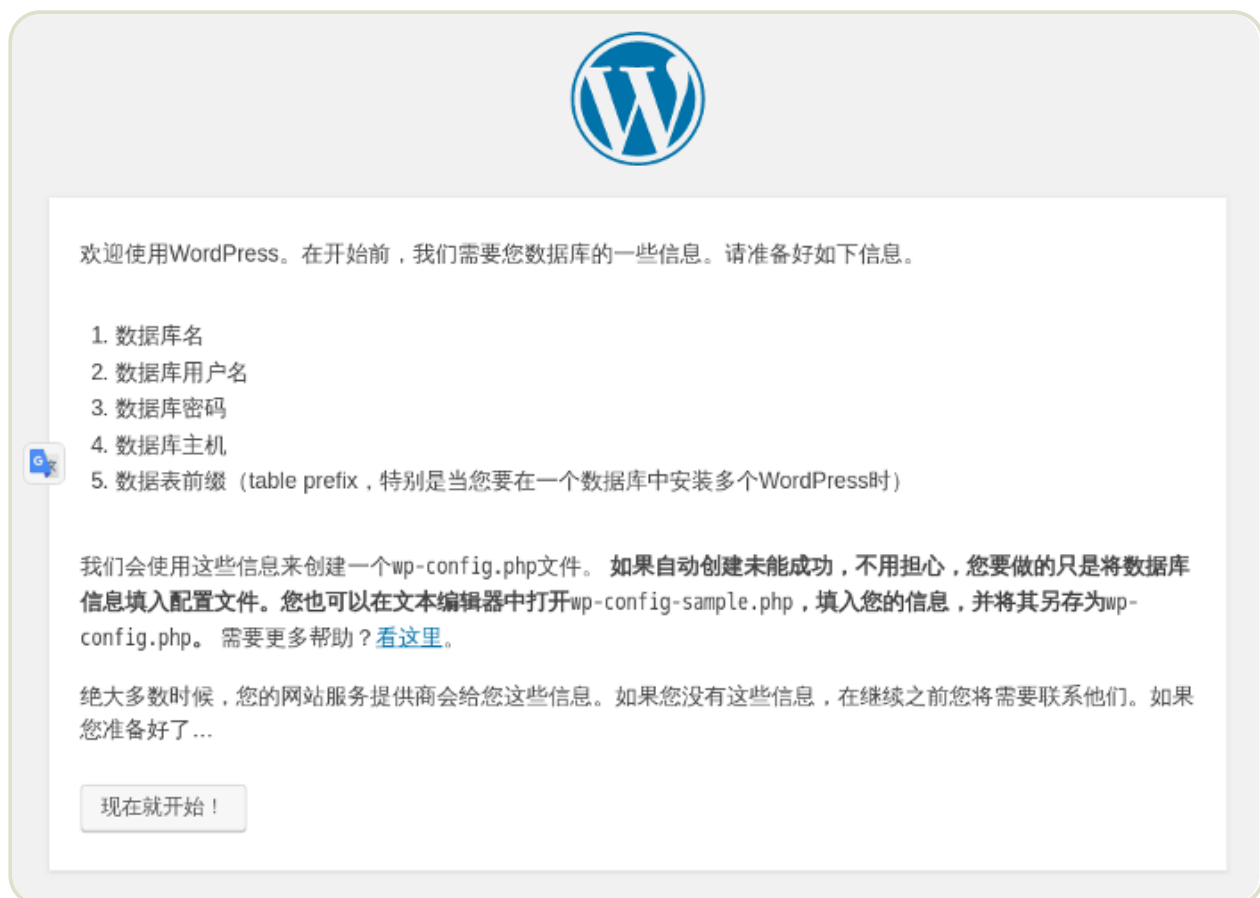 欢迎使用WordPress。在开始前，我们需要您数据库的一些信息。请准备好如下信息。
1. 数据库名
2. 数据库用户名
3. 数据库密码
4. 数据库主机
5. 数据表前缀（table prefix，特别是当您要在一个数据库中安装多个WordPress时）
我们会使用这些信息来创建一个wp-config.php文件。 如果自动创建未能成功，不用担心，您要做的只是将数据库
信息填入配置文件。您也可以在文本编辑器中打开wp-config-sample.php，填入您的信息，并将其另存为wp-
config.php。 需要更多帮助？看这里。
绝大多数时候，您的网站服务提供商会给您这些信息。如果您没有这些信息，在继续之前您将需要联系他们。如果
您准备好了…
现在就开始！